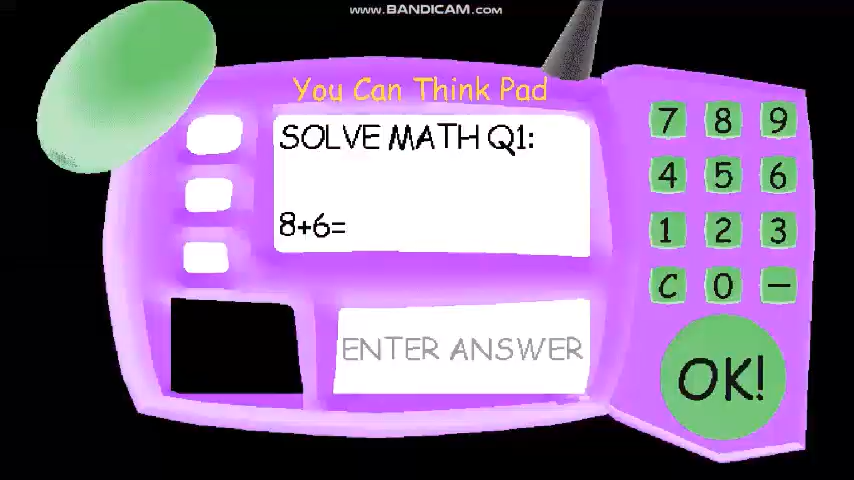 WWW.BANDICAM.COM
You Can Think Pad
SOLVE MATH Q1:
8+6=
ENTER ANSWER
7 8 9
4 5 6
1 2 3
C 0 —
OK!